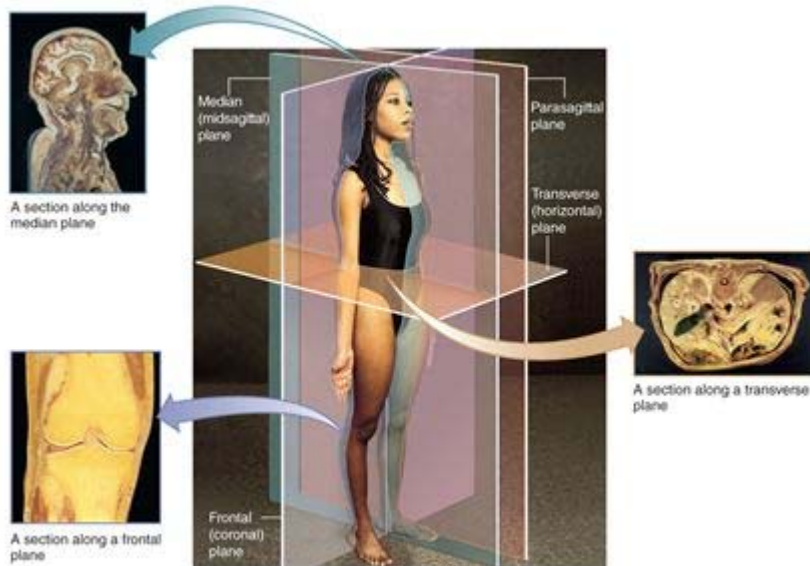 Median
(midsagittal)
plane
Parasagittal
plane
Transverse
(horizontal)
plane
A section along the
median plane
A section along a transverse
plane
Frontal
(coronal)
plane
A section along a frontal
plane